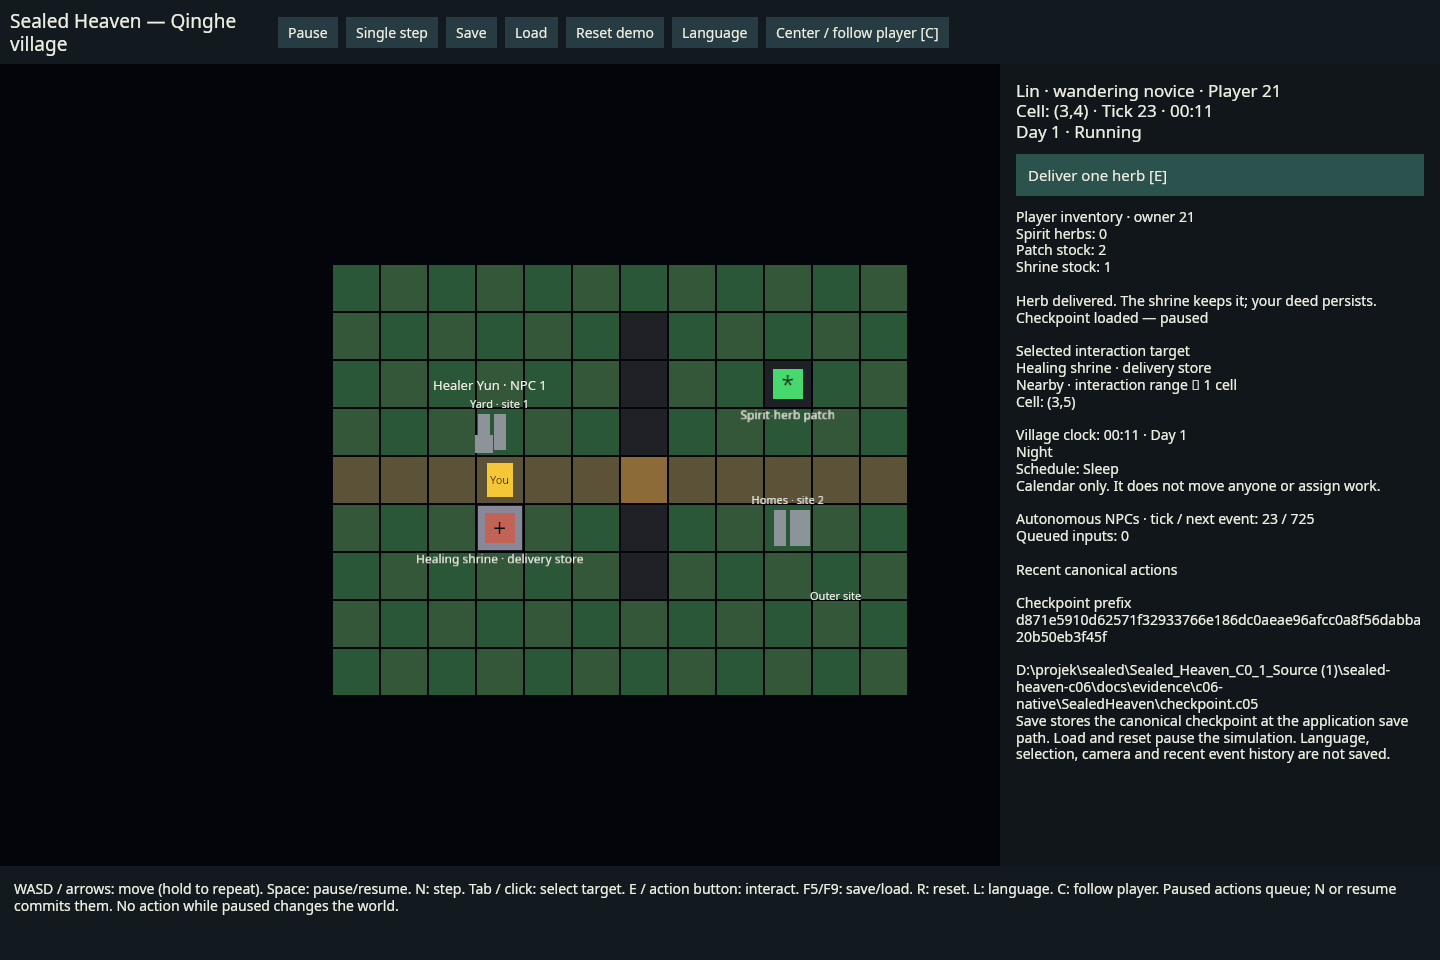 Sealed Heaven — Qinghe
village
Pause
Single step
Save
Load
Reset demo
Language
Center / follow player [C]
Lin · wandering novice · Player 21
Cell: (3,4) · Tick 23 · 00:11
Day 1 · Running
Deliver one herb [E]
Player inventory · owner 21
Spirit herbs: 0
Patch stock: 2
Shrine stock: 1
Herb delivered. The shrine keeps it; your deed persists.
Checkpoint loaded — paused
Selected interaction target
Healing shrine · delivery store
Nearby · interaction range 1 cell
Cell: (3,5)
Village clock: 00:11 · Day 1
Night
Schedule: Sleep
Calendar only. It does not move anyone or assign work.
Autonomous NPCs · tick / next event: 23 / 725
Queued inputs: 0
Recent canonical actions
Checkpoint prefix
d871e5910d62571f32933766e186dc0aeae96afcc0a8f56dabba
20b50eb3f45f
D:\projek\sealed\Sealed_Heaven_C0_1_Source (1)\sealed-
heaven-c06\docs\evidence\c06-
native\SealedHeaven\checkpoint.c05
Save stores the canonical checkpoint at the application save
path. Load and reset pause the simulation. Language,
selection, camera and recent event history are not saved.
Healer Yun · NPC 1
Yard · site 1
*
Spirit herb patch
You
Homes · site 2
+
Healing shrine · delivery store
Outer site
WASD / arrows: move (hold to repeat). Space: pause/resume. N: step. Tab / click: select target. E / action button: interact. F5/F9: save/load. R: reset. L: language. C: follow player. Paused actions queue; N or resume
commits them. No action while paused changes the world.